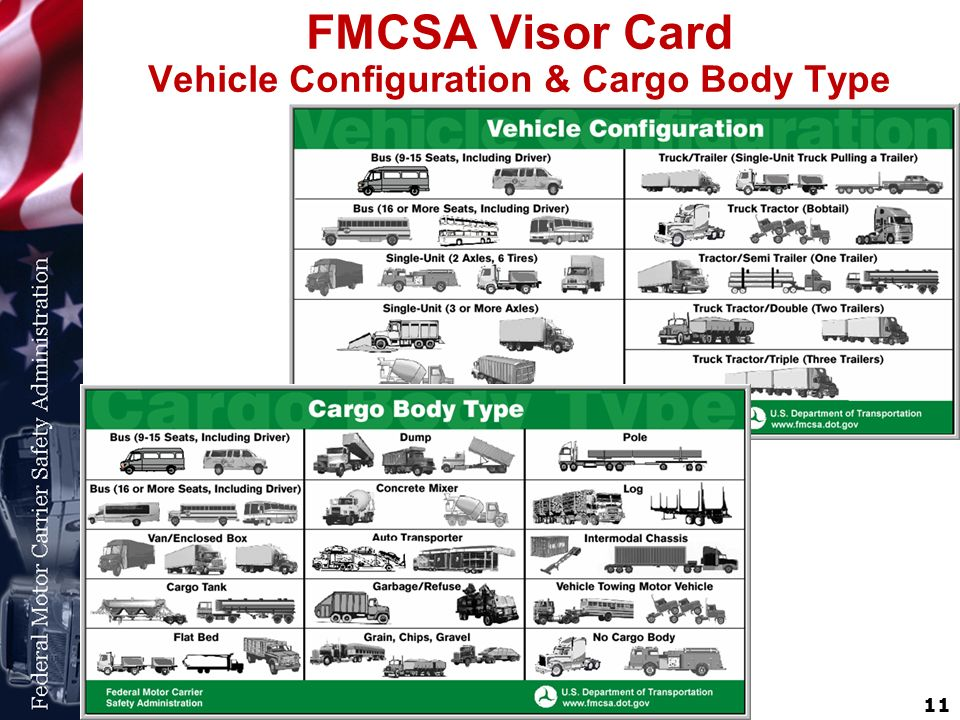 FMCSA Visor Card
Vehicle Configuration & Cargo Body Type
Federal Motor Carrier Safety Administration
Vehicle Configuration
Vehicle Configuration
Bus (9-15 Seats, Including Driver)
Bus (16 or More Seats, Including Driver)
Single-Unit (2 Axles, 6 Tires)
Single-Unit (3 or More Axles)
Truck/Trailer (Single-Unit Truck Pulling a Trailer)
Truck Tractor (Bobtail)
Tractor/Semi Trailer (One Trailer)
Truck Tractor/Double (Two Trailers)
Truck Tractor/Triple (Three Trailers)
U.S. Department of Transportation
www.fmcsa.dot.gov
Cargo Body Type
Cargo Body Type
Bus (9-15 Seats, Including Driver)
Bus (16 or More Seats, Including Driver)
Van/Enclosed Box
Cargo Tank
Flat Bed
Dump
Concrete Mixer
Auto Transporter
Garbage/Refuse
Grain, Chips, Gravel
Pole
Log
Intermodal Chassis
Vehicle Towing Motor Vehicle
No Cargo Body
Federal Motor Carrier
Safety Administration
U.S. Department of Transportation
www.fmcsa.dot.gov
11